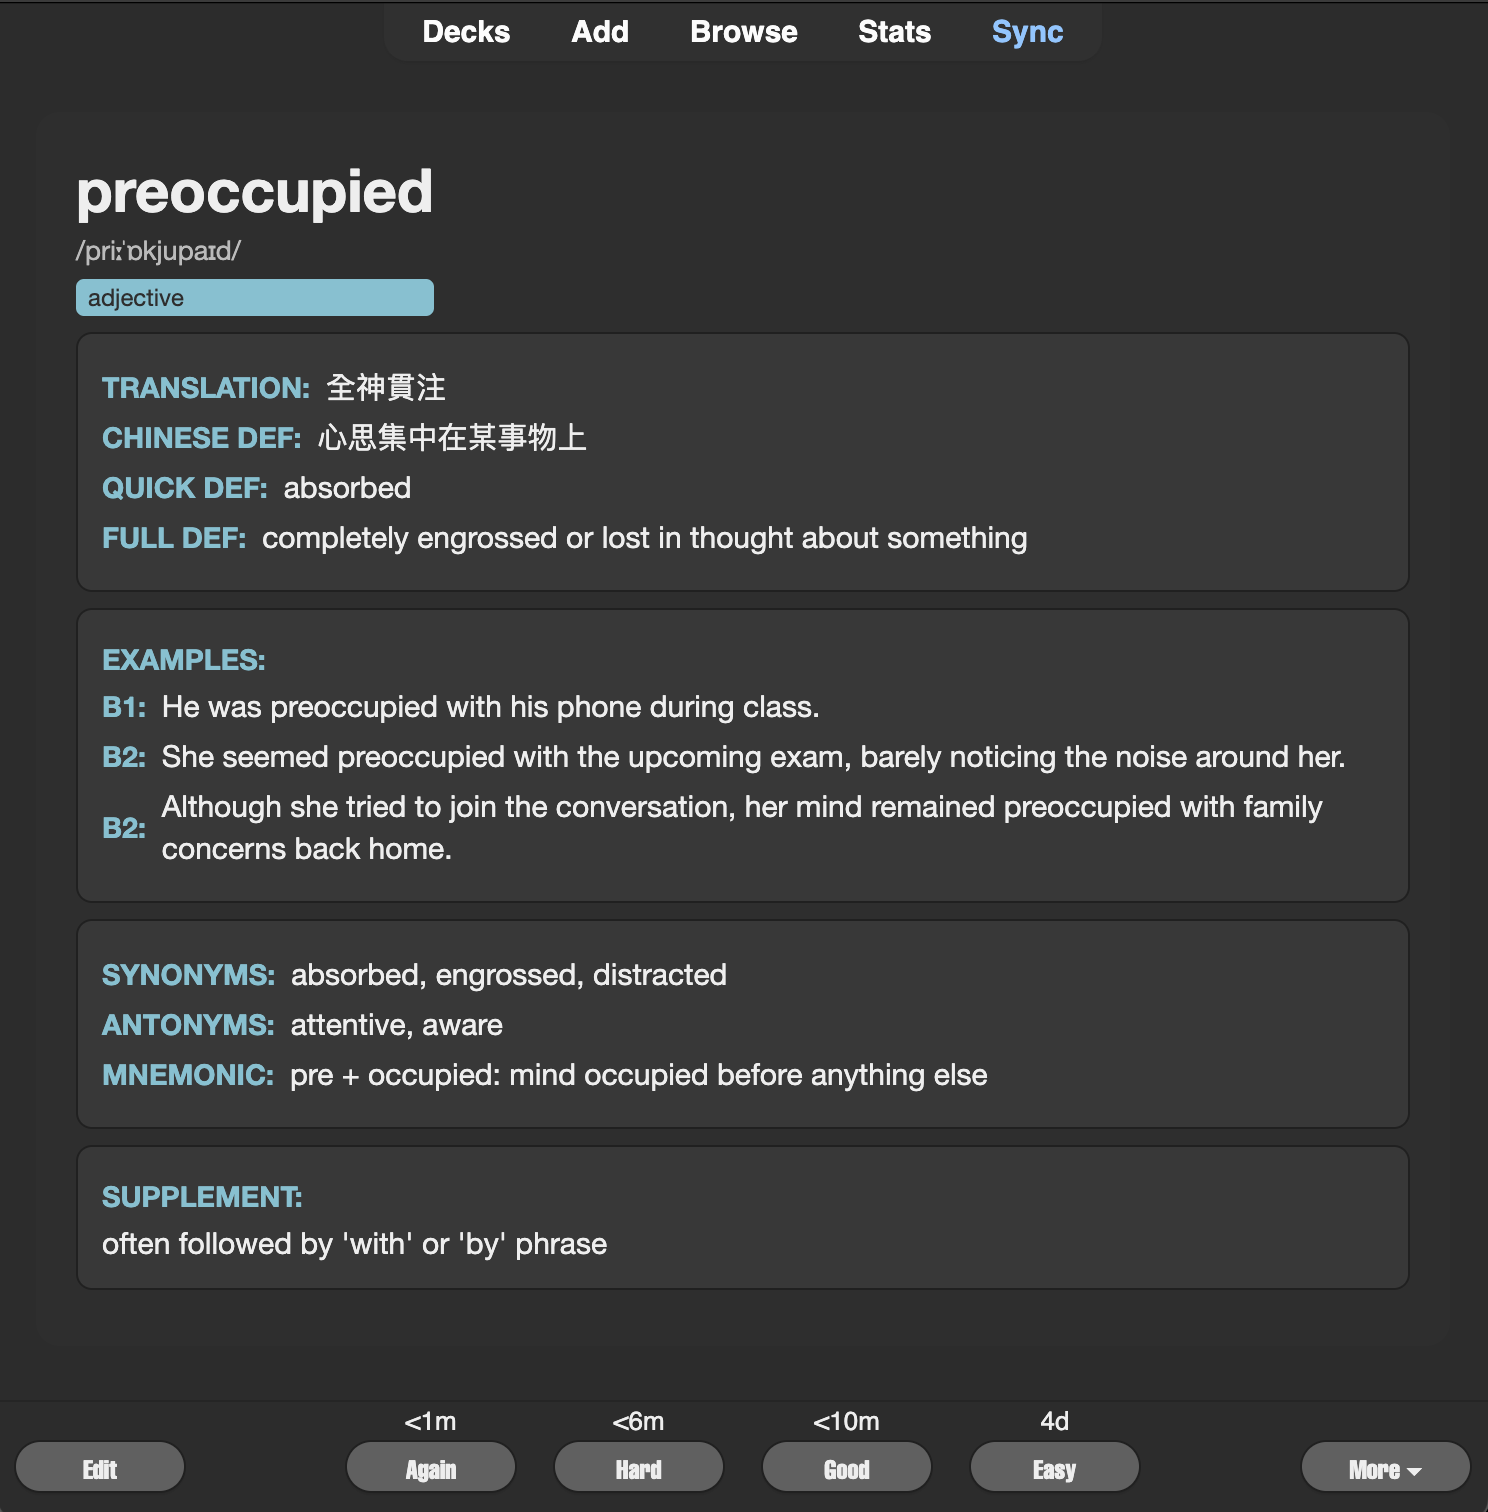 Decks Add Browse Stats Sync
preoccupied
/priːˈɒkjupaɪd/
adjective
TRANSLATION: 全神貫注
CHINESE DEF: 心思集中在某事物上
QUICK DEF: absorbed
FULL DEF: completely engrossed or lost in thought about something
EXAMPLES:
B1: He was preoccupied with his phone during class.
B2: She seemed preoccupied with the upcoming exam, barely noticing the noise around her.
B2: Although she tried to join the conversation, her mind remained preoccupied with family
concerns back home.
SYNONYMS: absorbed, engrossed, distracted
ANTONYMS: attentive, aware
MNEMONIC: pre + occupied: mind occupied before anything else
SUPPLEMENT:
often followed by 'with' or 'by' phrase
<1m <6m <10m 4d
Edit Again Hard Good Easy More